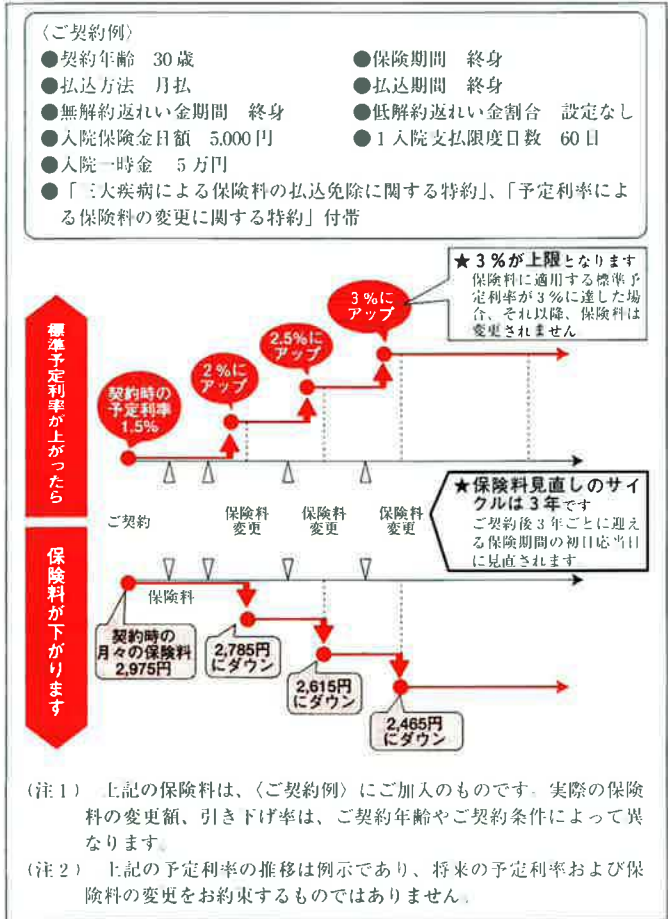 〈ご契約例〉
●契約年齢　30歳
●保険期間　終身
●払込方法　月払
●払込期間　終身
●無解約返れい金期間　終身
●低解約返れい金割合　設定なし
●入院保険金日額　5,000円
●1入院支払限度日数　60日
●入院一時金　5万円
●「三大疾病による保険料の払込免除に関する特約」、「予定利率によ
る保険料の変更に関する特約」付帯
標準予定利率が上がったら
契約時の
予定利率
1.5%
2%に
アップ
2.5%に
アップ
3%に
アップ
★3%が上限となります
保険料に適用する標準予
定利率が3%に達した場
合、それ以降、保険料は
変更されません
ご契約
保険料
変更
保険料
変更
保険料
変更
★保険料見直しのサイ
クルは3年です
ご契約後3年ごとに迎え
る保険期間の初日応当日
に見直されます
保険料が下がります
保険料
契約時の
月々の保険料
2,975円
2,785円
にダウン
2,615円
にダウン
2,465円
にダウン
(注1)　上記の保険料は、〈ご契約例〉にご加入のものです。実際の保険
料の変更額、引き下げ率は、ご契約年齢やご契約条件によって異
なります。
(注2)　上記の予定利率の推移は例示であり、将来の予定利率および保
険料の変更をお約束するものではありません。